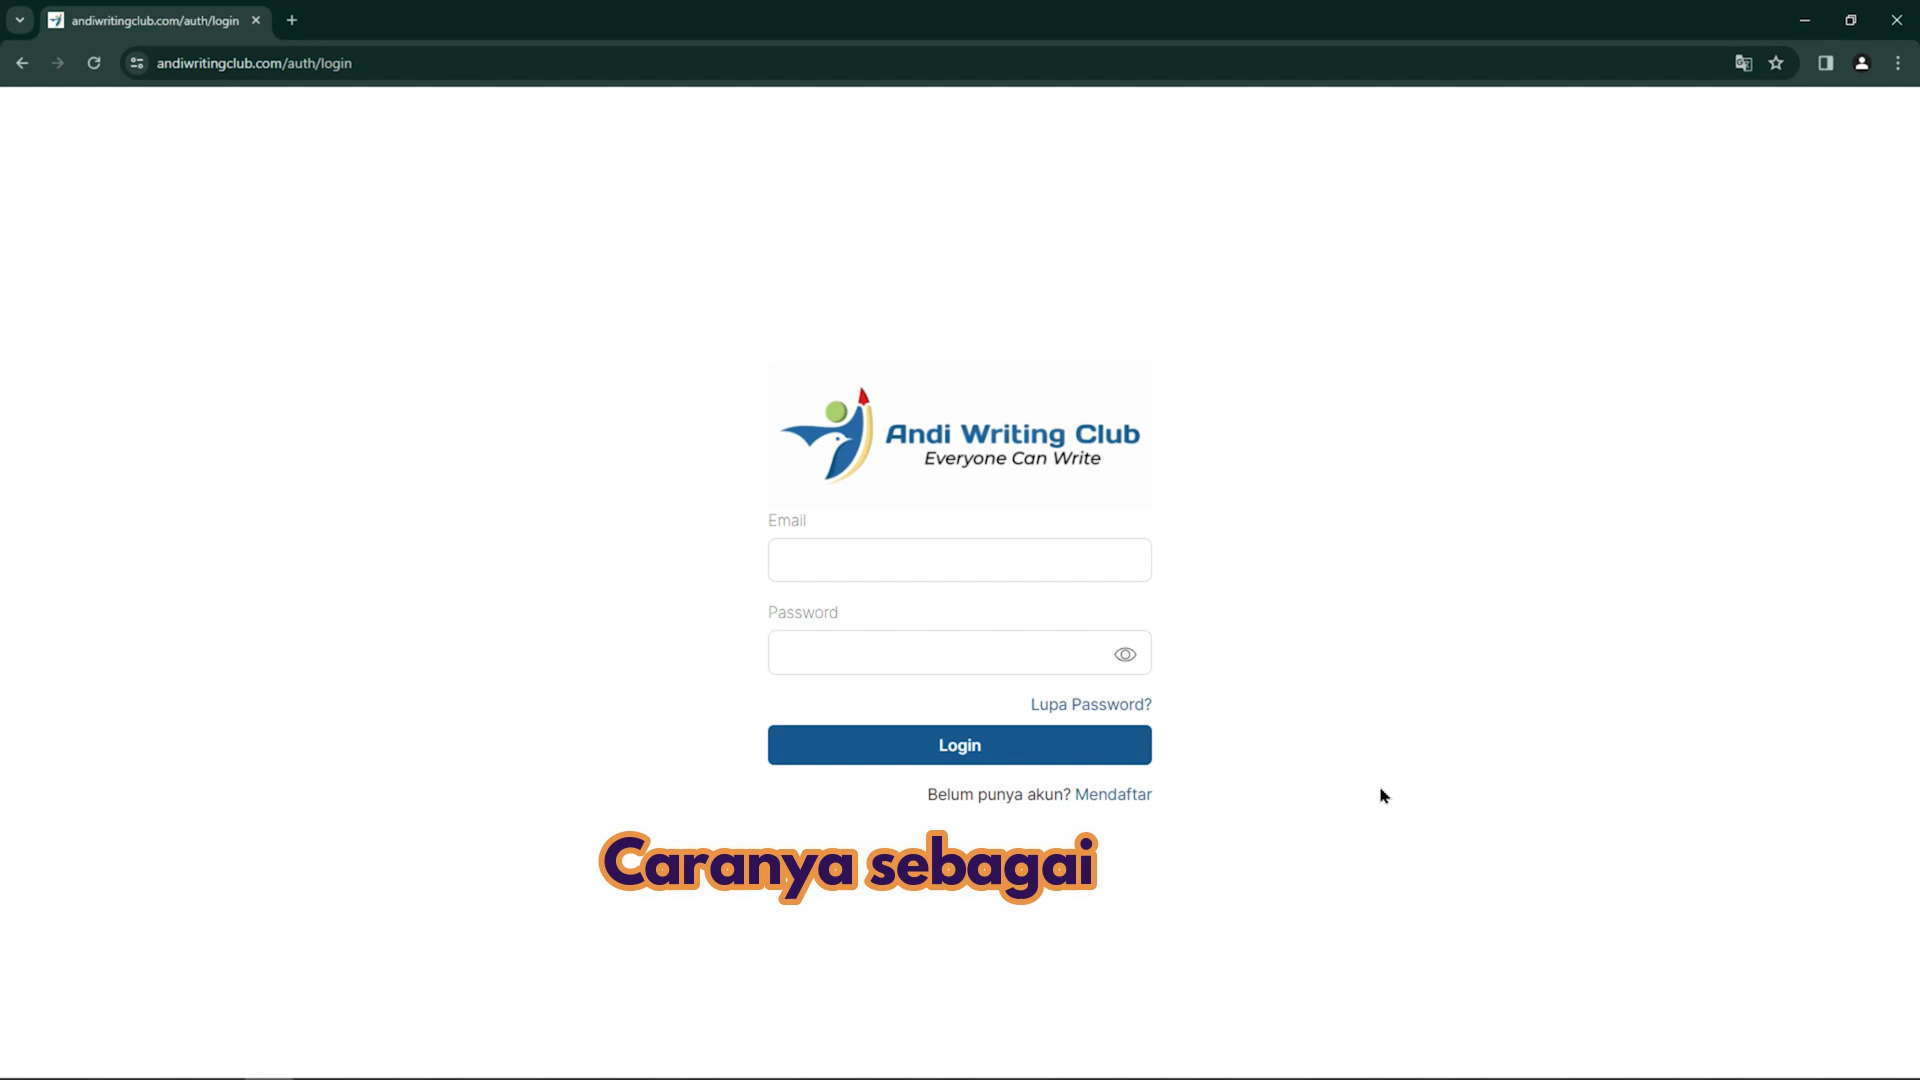 andiwritingclub.com/auth/login
andiwritingclub.com/auth/login
Andi Writing Club
Everyone Can Write
Email
Password
Lupa Password?
Login
Belum punya akun? Mendaftar
Caranya sebagai